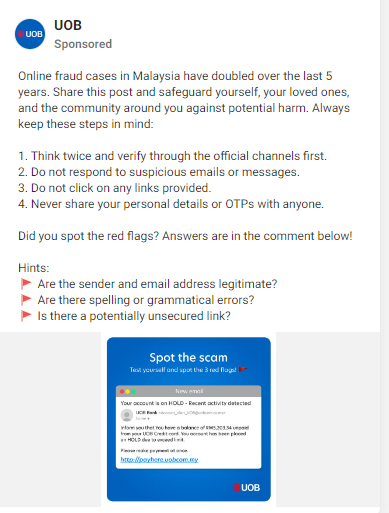 UOB
UOB
Sponsored
Online fraud cases in Malaysia have doubled over the last 5
years. Share this post and safeguard yourself, your loved ones,
and the community around you against potential harm. Always
keep these steps in mind:
1. Think twice and verify through the official channels first.
2. Do not respond to suspicious emails or messages.
3. Do not click on any links provided.
4. Never share your personal details or OTPs with anyone.
Did you spot the red flags? Answers are in the comment below!
Hints:
🚩 Are the sender and email address legitimate?
🚩 Are there spelling or grammatical errors?
🚩 Is there a potentially unsecured link?
Spot the scam
Test yourself and spot the 3 red flags! 🚩
New email
Your account is on HOLD - Recent activity detected
UOB Bank
Inform you that You have a balance of RM5,203.54 unpaid
from your UOB Credit card. You account has been placed
on HOLD due to exceed limit.
Please make payment at once.
http://payhere.uobcom.my
UOB